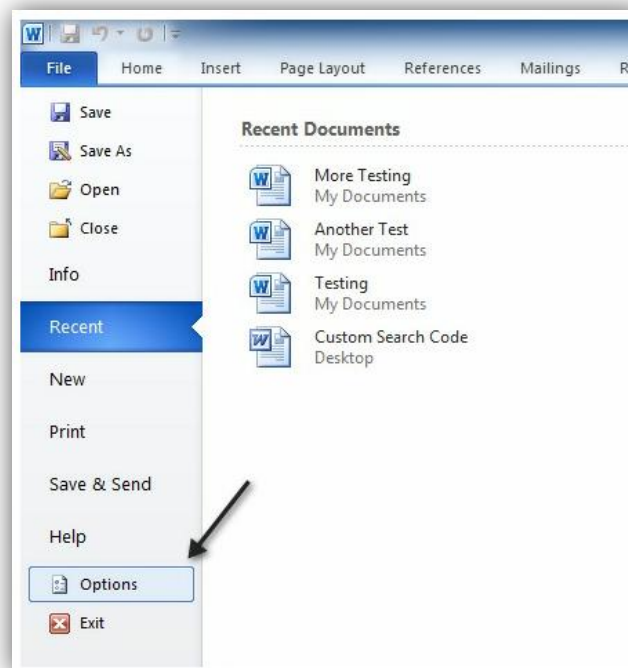 File Home Insert Page Layout References Mailings R
Save
Save As
Open
Close
Info
Recent
New
Print
Save & Send
Help
Options
Exit
Recent Documents
More Testing
My Documents
Another Test
My Documents
Testing
My Documents
Custom Search Code
Desktop